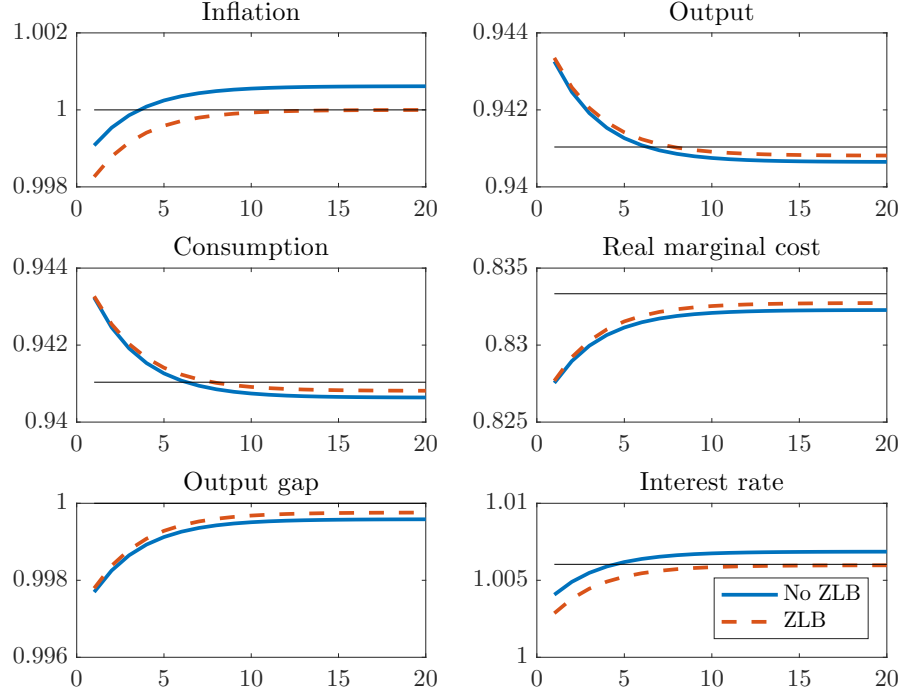 Inflation
1.002
1
0.998
0 5 10 15 20
Output
0.944
0.942
0.94
0 5 10 15 20
Consumption
0.944
0.942
0.94
0 5 10 15 20
Real marginal cost
0.835
0.83
0.825
0 5 10 15 20
Output gap
1
0.998
0.996
0 5 10 15 20
Interest rate
1.01
1.005
1
0 5 10 15 20
No ZLB
ZLB